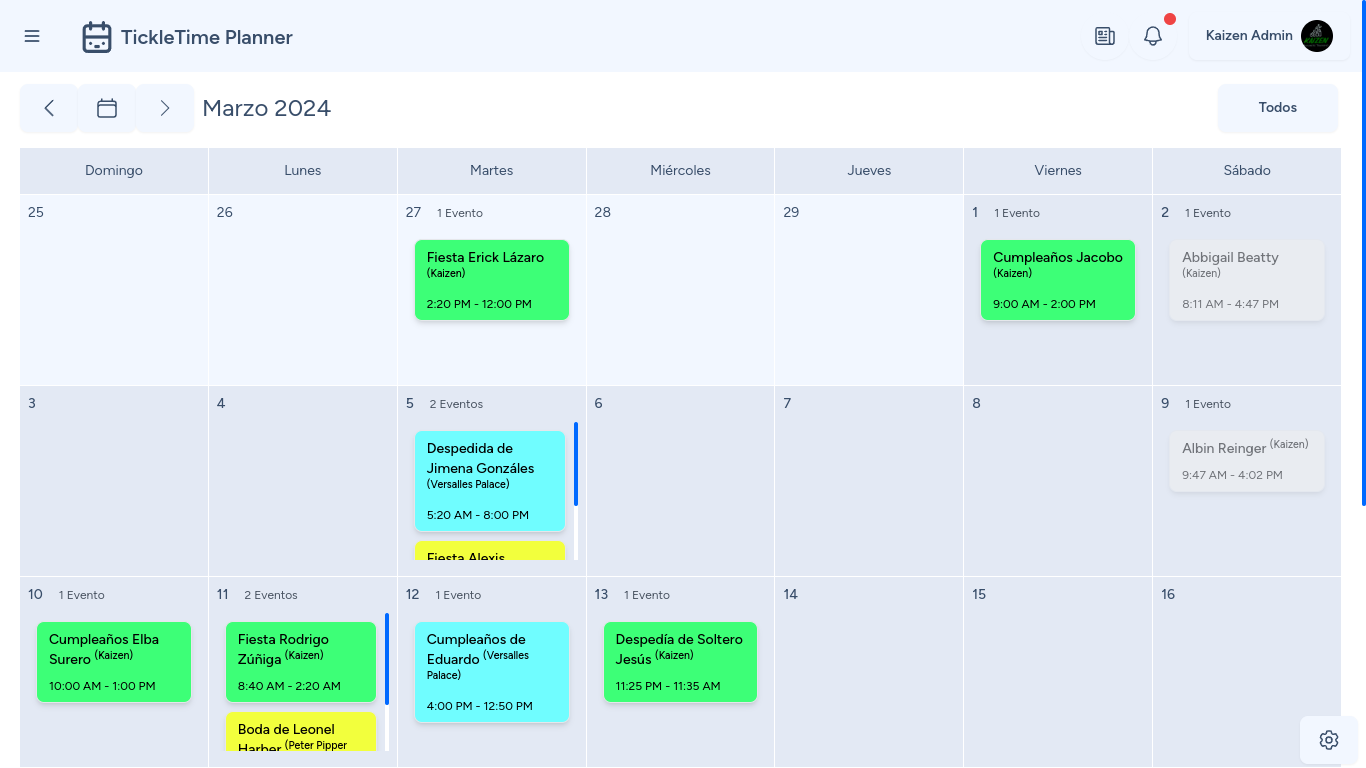 TickleTime Planner
Kaizen Admin
Marzo 2024
Todos
Domingo Lunes Martes Miércoles Jueves Viernes Sábado
25 26 27 1 Evento 28 29 1 1 Evento 2 1 Evento
Fiesta Erick Lázaro
(Kaizen)
2:20 PM - 12:00 PM
Cumpleaños Jacobo
(Kaizen)
9:00 AM - 2:00 PM
Abbigail Beatty
(Kaizen)
8:11 AM - 4:47 PM
3 4 5 2 Eventos 6 7 8 9 1 Evento
Despedida de
Jimena Gonzáles
(Versalles Palace)
5:20 AM - 8:00 PM
Fiesta Alexis
Albin Reinger (Kaizen)
9:47 AM - 4:02 PM
10 1 Evento 11 2 Eventos 12 1 Evento 13 1 Evento 14 15 16
Cumpleaños Elba
Surero (Kaizen)
10:00 AM - 1:00 PM
Fiesta Rodrigo
Zúñiga (Kaizen)
8:40 AM - 2:20 AM
Boda de Leonel
Harber (Peter Pipper
Cumpleaños de
Eduardo (Versalles
Palace)
4:00 PM - 12:50 PM
Despedía de Soltero
Jesús (Kaizen)
11:25 PM - 11:35 AM